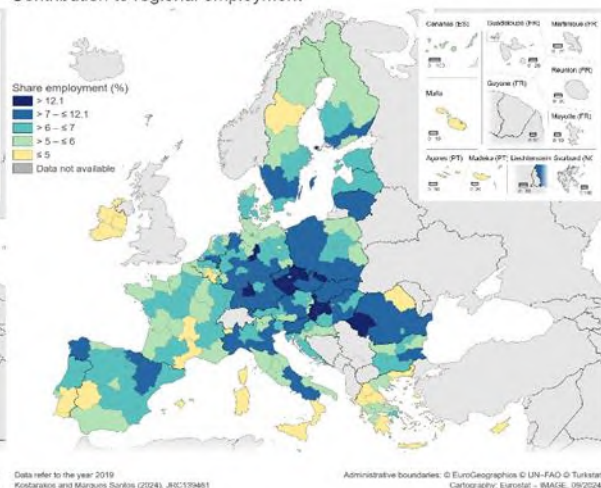 Contribution to regional employment
Share employment (%)
> 12.1
> 7 – ≤ 12.1
> 6 – ≤ 7
> 5 – ≤ 6
≤ 5
Data not available
Canarias (ES)
Guadeloupe (FR)
Martinique (FR)
Guyane (FR)
Réunion (FR)
Malta
Mayotte (FR)
Açores (PT)
Madeira (PT)
Liechtenstein
Svalbard (NO)
Data refer to the year 2019
Kostarakos and Marques Santos (2024), JRC139461
Administrative boundaries: © EuroGeographics © UN–FAO © Turkstat
Cartography: Eurostat – IMAGE, 09/2024